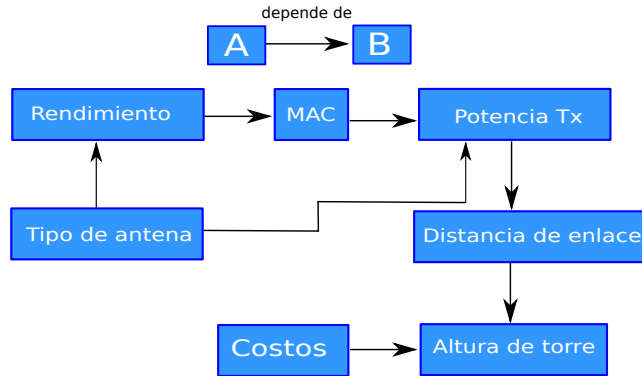 depende de
A
B
Rendimiento
MAC
Potencia Tx
Tipo de antena
Distancia de enlace
Costos
Altura de torre